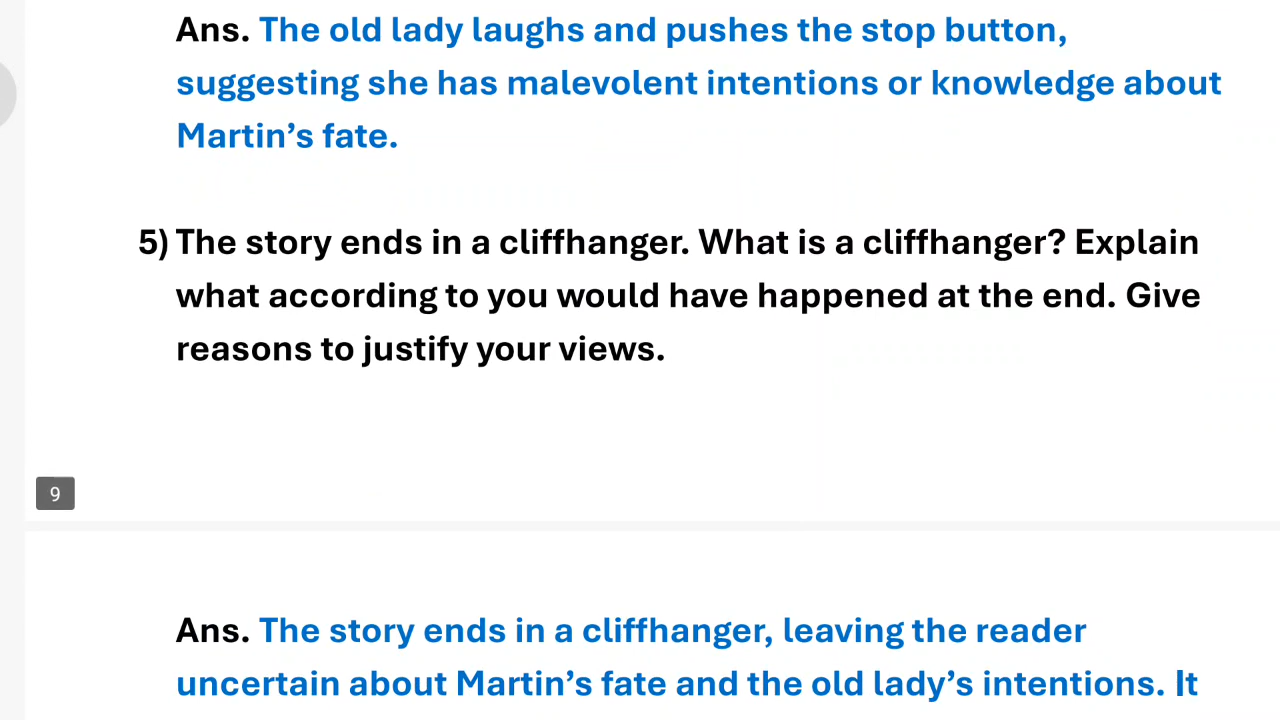 Ans. The old lady laughs and pushes the stop button,
suggesting she has malevolent intentions or knowledge about
Martin’s fate.
5) The story ends in a cliffhanger. What is a cliffhanger? Explain
what according to you would have happened at the end. Give
reasons to justify your views.
9
Ans. The story ends in a cliffhanger, leaving the reader
uncertain about Martin’s fate and the old lady’s intentions. It